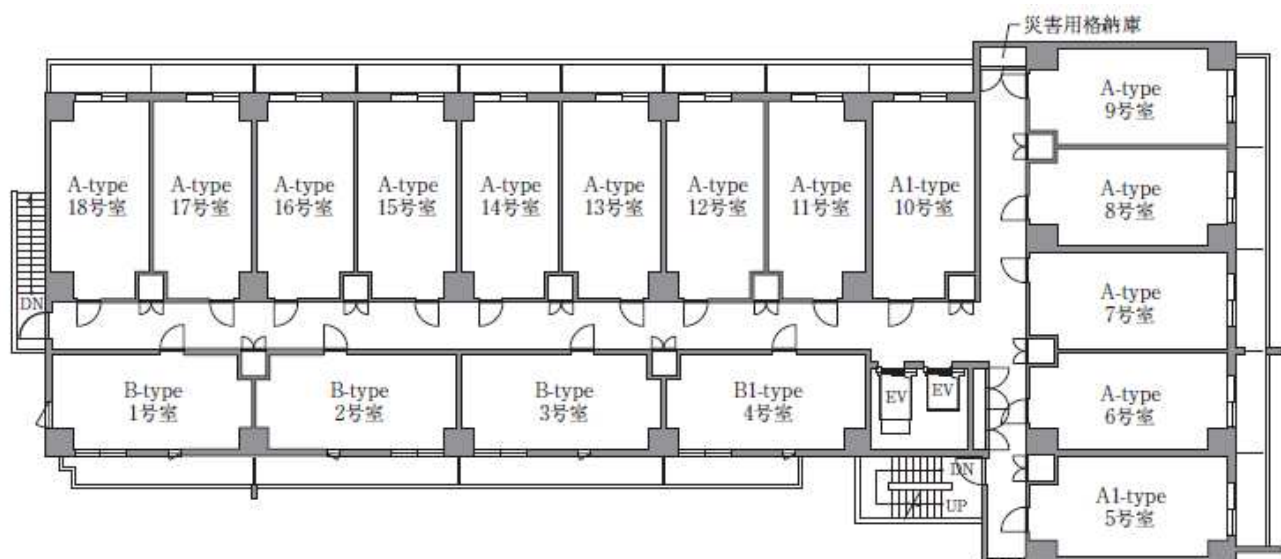 災害用格納庫
A-type
9号室
A-type
18号室
A-type
17号室
A-type
16号室
A-type
15号室
A-type
14号室
A-type
13号室
A-type
12号室
A-type
11号室
A1-type
10号室
A-type
8号室
DN
A-type
7号室
B-type
1号室
B-type
2号室
B-type
3号室
B1-type
4号室
EV
EV
A-type
6号室
DN
UP
A1-type
5号室